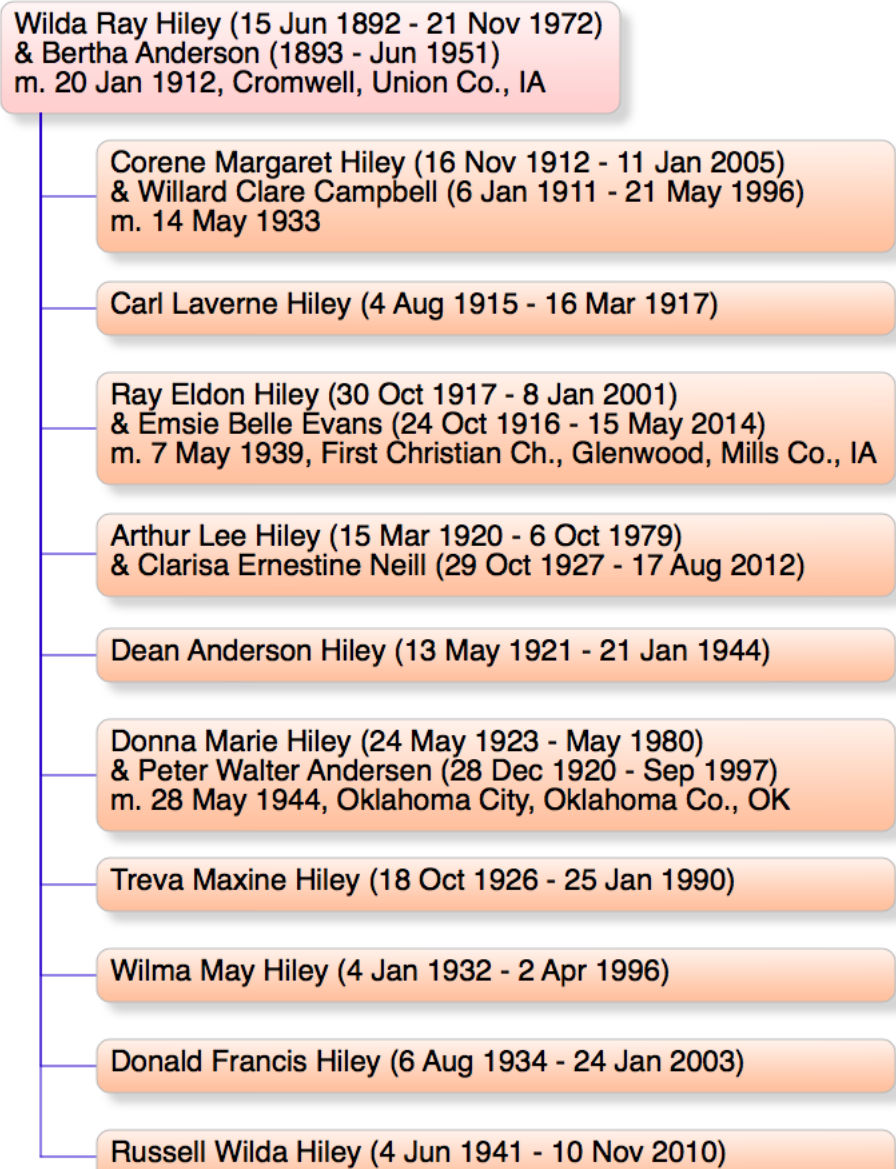 Wilda Ray Hiley (15 Jun 1892 - 21 Nov 1972)
& Bertha Anderson (1893 - Jun 1951)
m. 20 Jan 1912, Cromwell, Union Co., IA
Corene Margaret Hiley (16 Nov 1912 - 11 Jan 2005)
& Willard Clare Campbell (6 Jan 1911 - 21 May 1996)
m. 14 May 1933
Carl Laverne Hiley (4 Aug 1915 - 16 Mar 1917)
Ray Eldon Hiley (30 Oct 1917 - 8 Jan 2001)
& Emsie Belle Evans (24 Oct 1916 - 15 May 2014)
m. 7 May 1939, First Christian Ch., Glenwood, Mills Co., IA
Arthur Lee Hiley (15 Mar 1920 - 6 Oct 1979)
& Clarisa Ernestine Neill (29 Oct 1927 - 17 Aug 2012)
Dean Anderson Hiley (13 May 1921 - 21 Jan 1944)
Donna Marie Hiley (24 May 1923 - May 1980)
& Peter Walter Andersen (28 Dec 1920 - Sep 1997)
m. 28 May 1944, Oklahoma City, Oklahoma Co., OK
Treva Maxine Hiley (18 Oct 1926 - 25 Jan 1990)
Wilma May Hiley (4 Jan 1932 - 2 Apr 1996)
Donald Francis Hiley (6 Aug 1934 - 24 Jan 2003)
Russell Wilda Hiley (4 Jun 1941 - 10 Nov 2010)